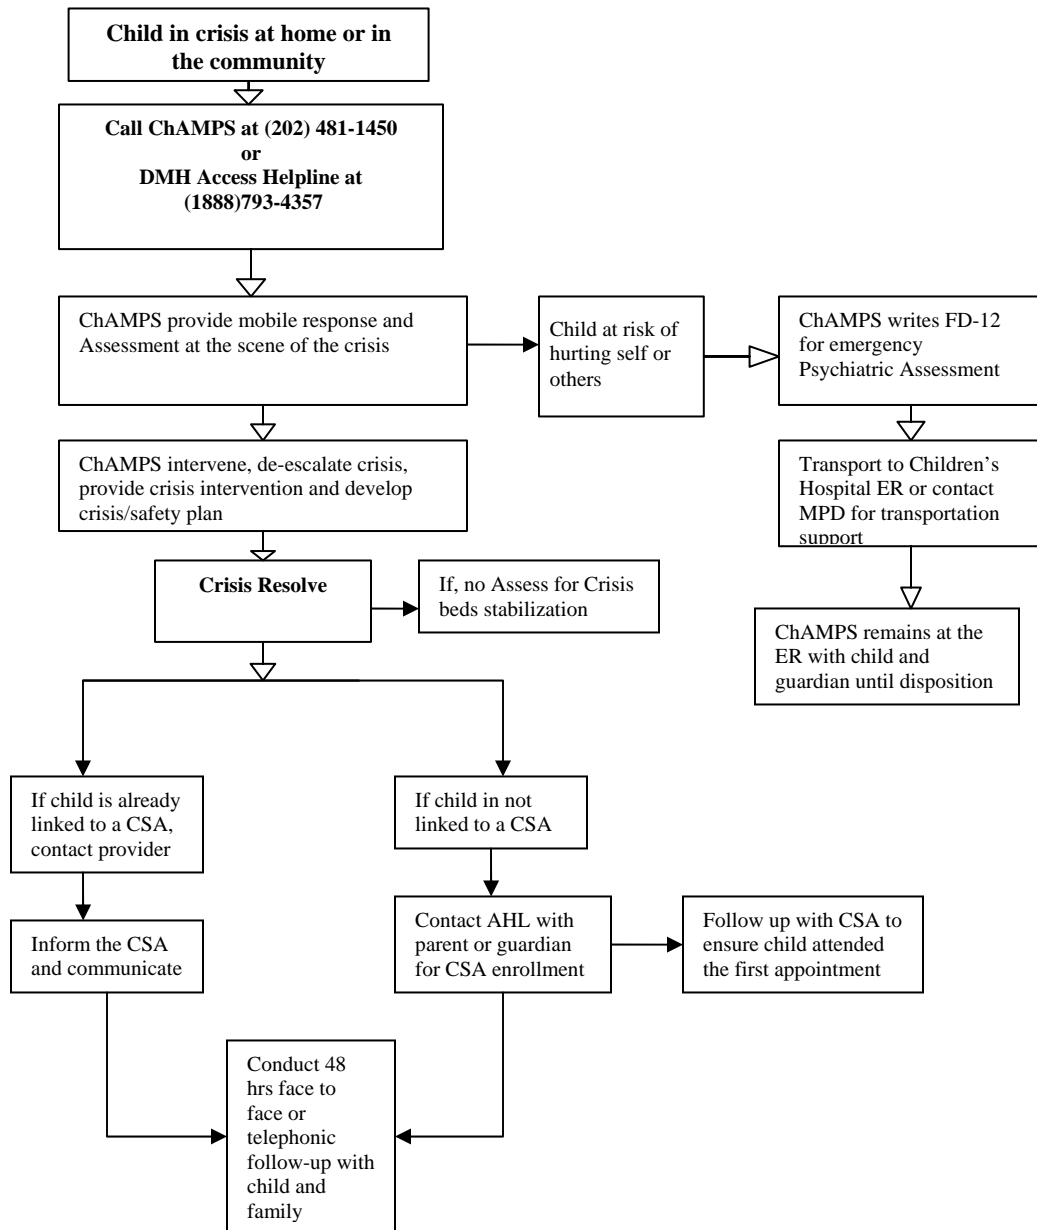 Child in crisis at home or in
the community
Call ChAMPS at (202) 481-1450
or
DMH Access Helpline at
(1888)793-4357
ChAMPS provide mobile response and
Assessment at the scene of the crisis
Child at risk of
hurting self or
others
ChAMPS writes FD-12
for emergency
Psychiatric Assessment
ChAMPS intervene, de-escalate crisis,
provide crisis intervention and develop
crisis/safety plan
Transport to Children’s
Hospital ER or contact
MPD for transportation
support
Crisis Resolve
If, no Assess for Crisis
beds stabilization
ChAMPS remains at the
ER with child and
guardian until disposition
If child is already
linked to a CSA,
contact provider
If child in not
linked to a CSA
Inform the CSA
and communicate
Contact AHL with
parent or guardian
for CSA enrollment
Follow up with CSA to
ensure child attended
the first appointment
Conduct 48
hrs face to
face or
telephonic
follow-up with
child and
family